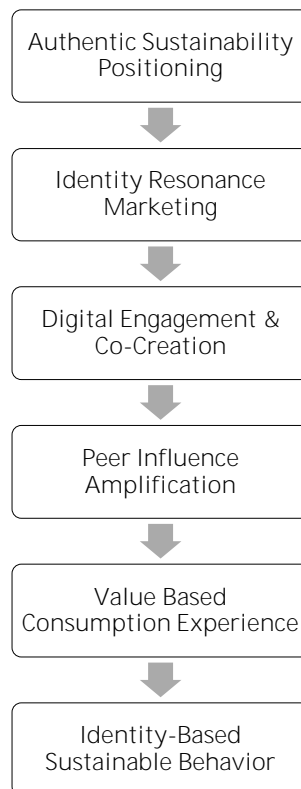 Authentic Sustainability
Positioning
Identity Resonance
Marketing
Digital Engagement &
Co-Creation
Peer Influence
Amplification
Value Based
Consumption Experience
Identity-Based
Sustainable Behavior